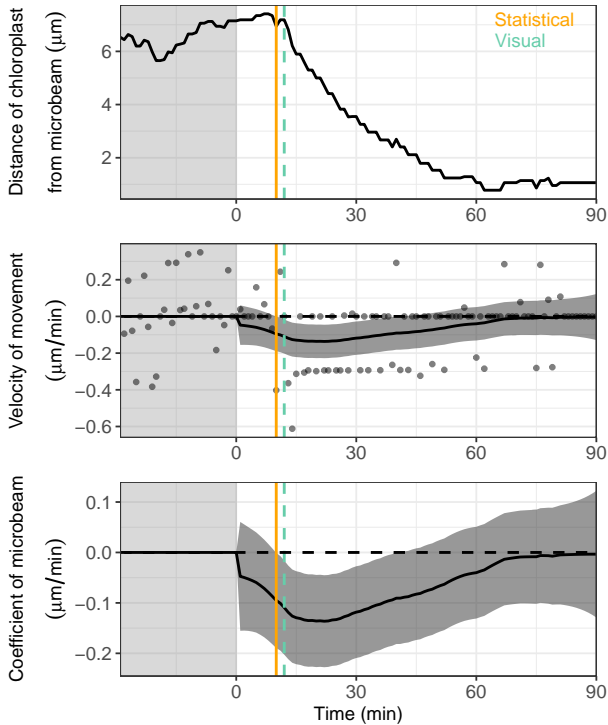 Distance of chloroplast
from microbeam (μm)
6
4
2
Statistical
Visual
0
30
60
90
Velocity of movement
(μm/min)
0.2
0.0
−0.2
−0.4
−0.6
0
30
60
90
Coefficient of microbeam
(μm/min)
0.1
0.0
−0.1
−0.2
0
30
60
90
Time (min)